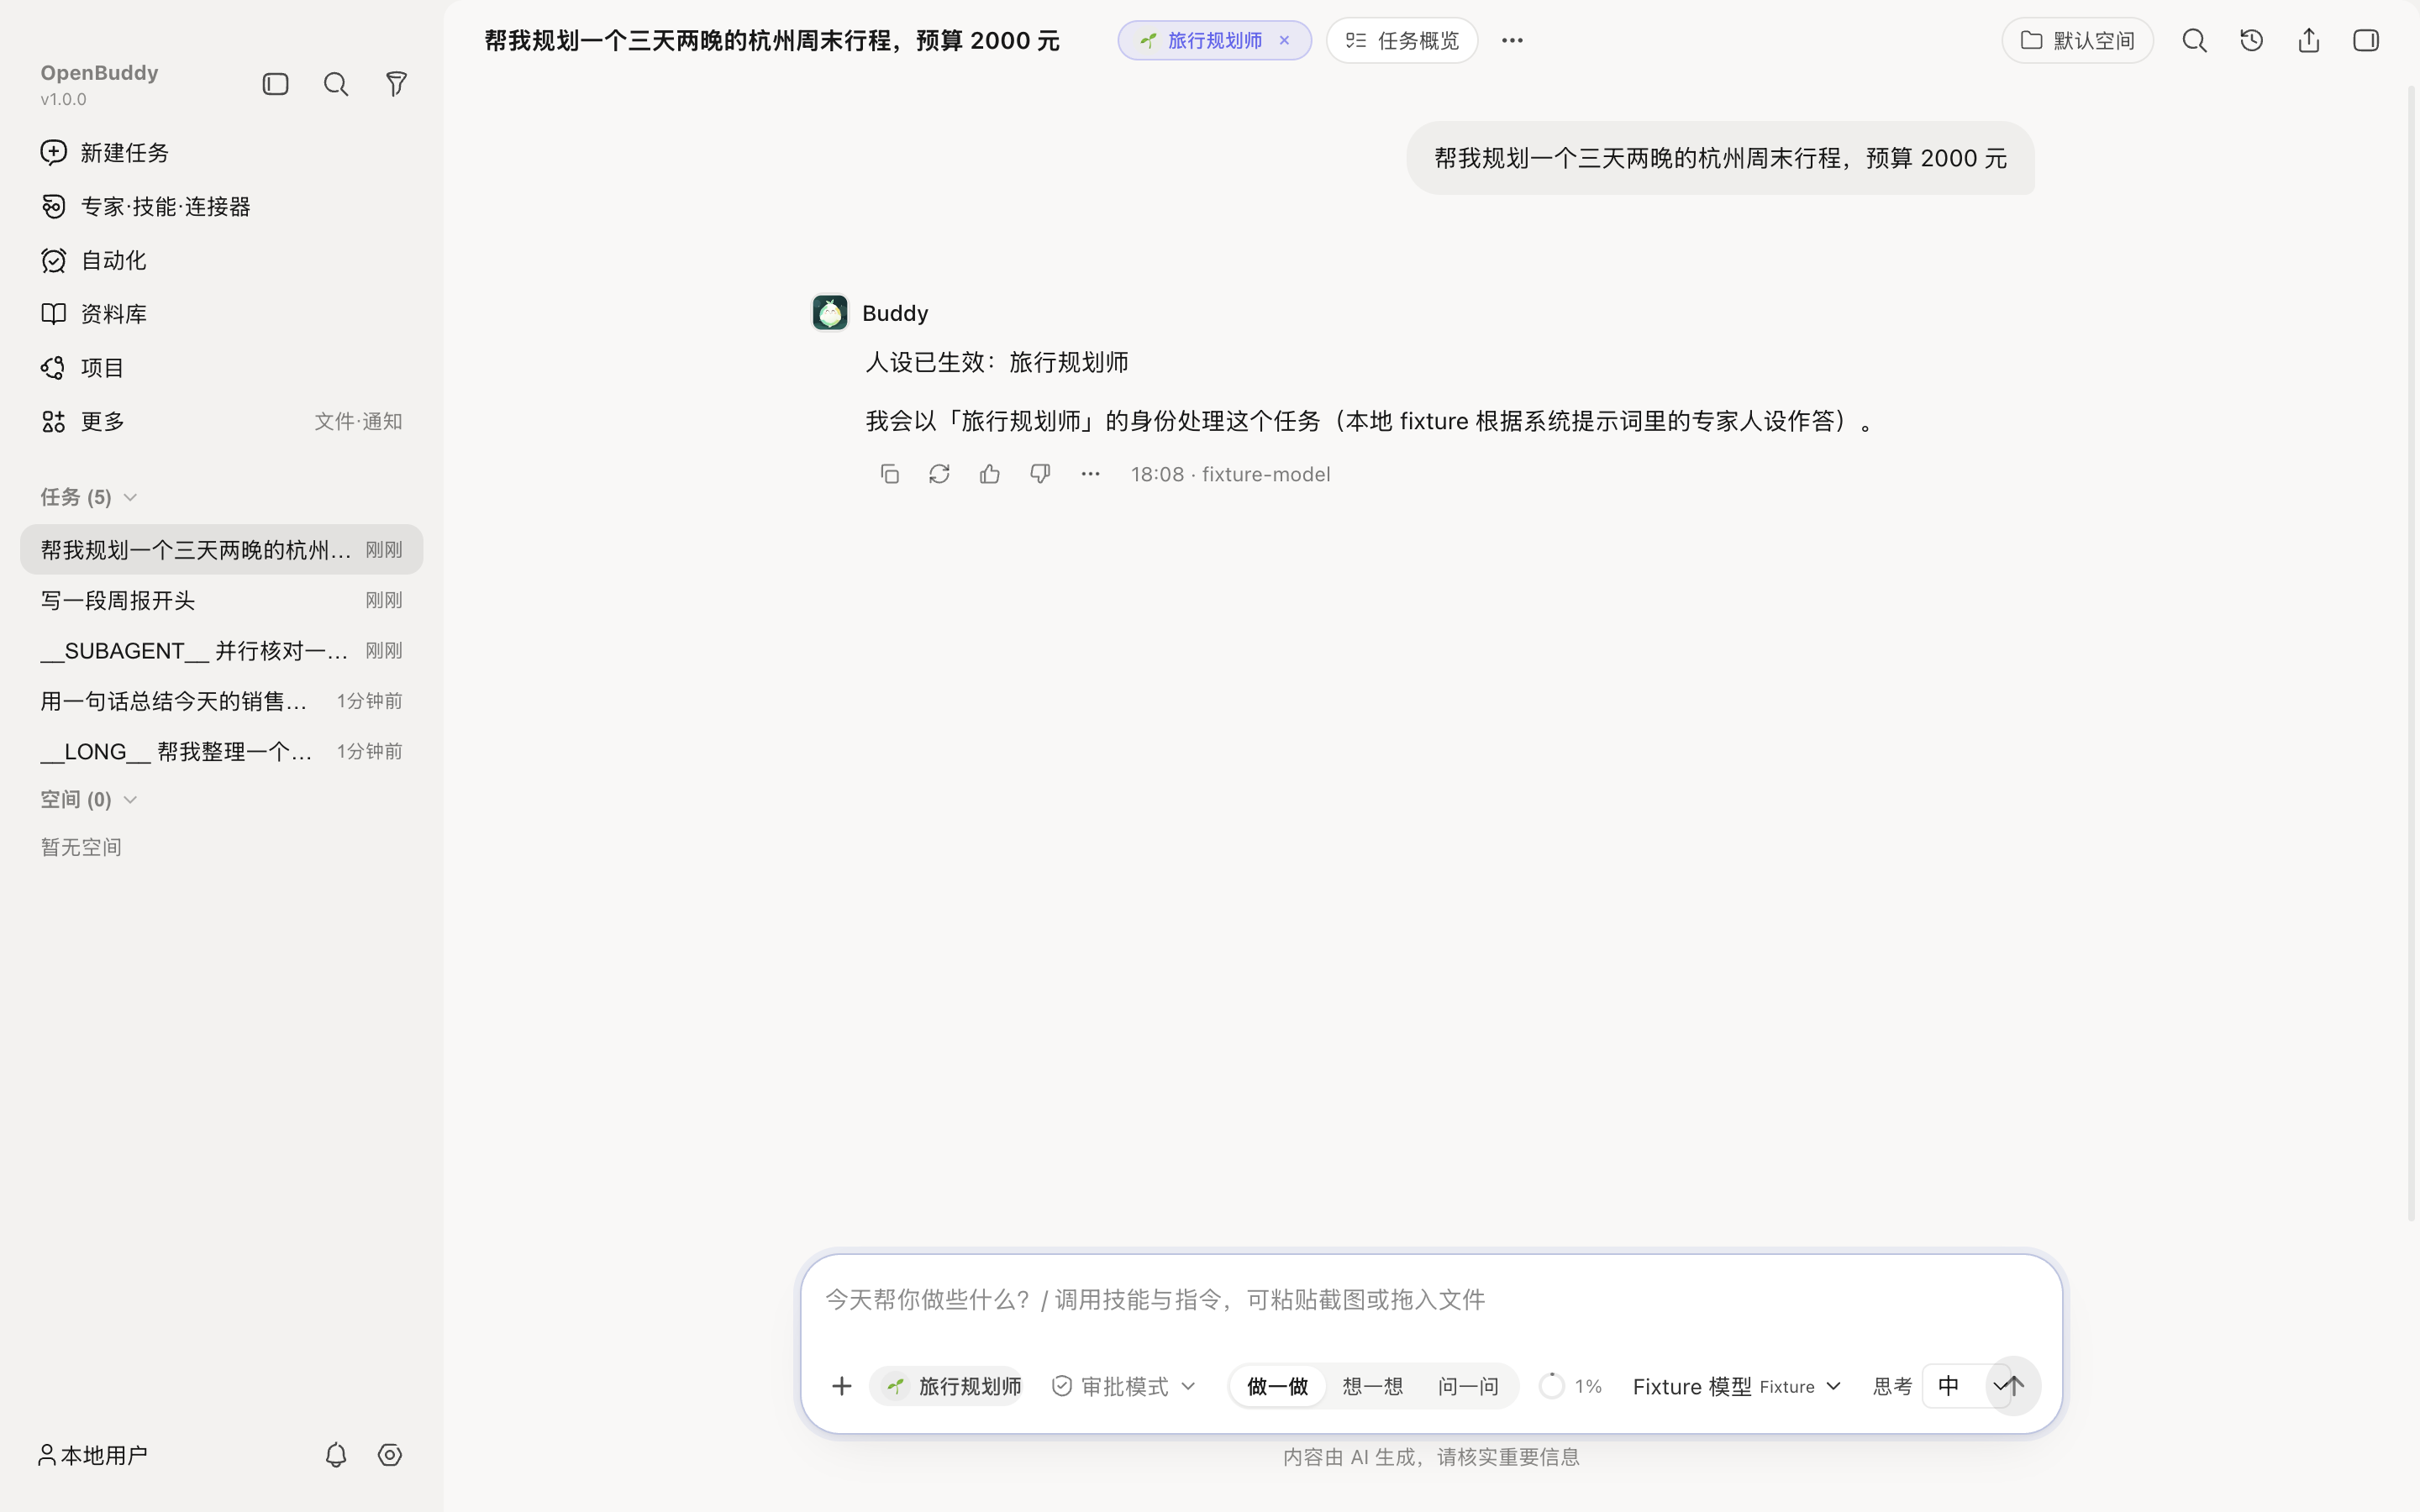 OpenBuddy
v1.0.0
新建任务
专家·技能·连接器
自动化
资料库
项目
更多 文件·通知
任务 (5)
帮我规划一个三天两晚的杭州... 刚刚
写一段周报开头 刚刚
__SUBAGENT__ 并行核对一... 刚刚
用一句话总结今天的销售... 1分钟前
__LONG__ 帮我整理一个... 1分钟前
空间 (0)
暂无空间
本地用户
帮我规划一个三天两晚的杭州周末行程，预算 2000 元 旅行规划师 × 任务概览 默认空间
帮我规划一个三天两晚的杭州周末行程，预算 2000 元
Buddy
人设已生效：旅行规划师
我会以「旅行规划师」的身份处理这个任务（本地 fixture 根据系统提示词里的专家人设作答）。
18:08 · fixture-model
今天帮你做些什么？/ 调用技能与指令，可粘贴截图或拖入文件
旅行规划师 审批模式 做一做 想一想 问一问 1% Fixture 模型 Fixture 思考 中
内容由 AI 生成，请核实重要信息